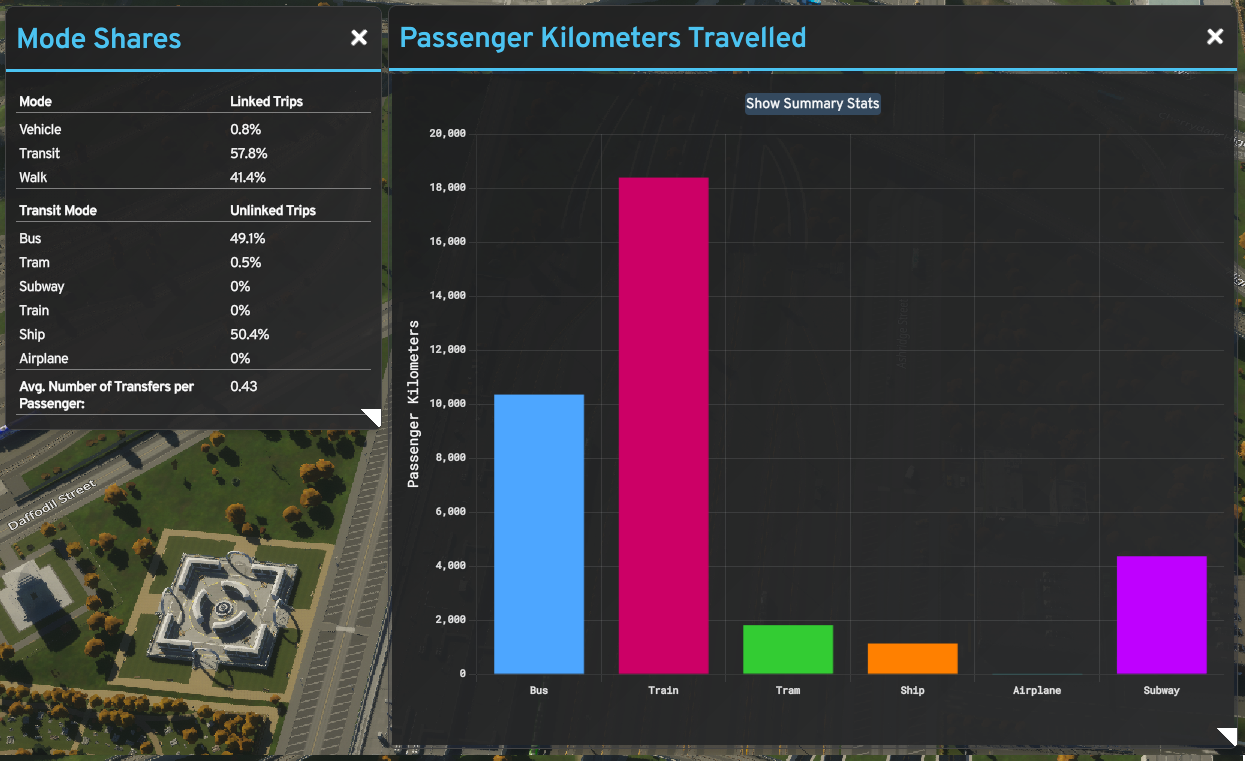 Mode Shares
Mode Linked Trips
Vehicle 0.8%
Transit 57.8%
Walk 41.4%
Transit Mode Unlinked Trips
Bus 49.1%
Tram 0.5%
Subway 0%
Train 0%
Ship 50.4%
Airplane 0%
Avg. Number of Transfers per 0.43
Passenger:
Daffodil Street
Passenger Kilometers Travelled
Show Summary Stats
Passenger Kilometers
20,000
18,000
16,000
14,000
12,000
10,000
8,000
6,000
4,000
2,000
0
Bus Train Tram Ship Airplane Subway